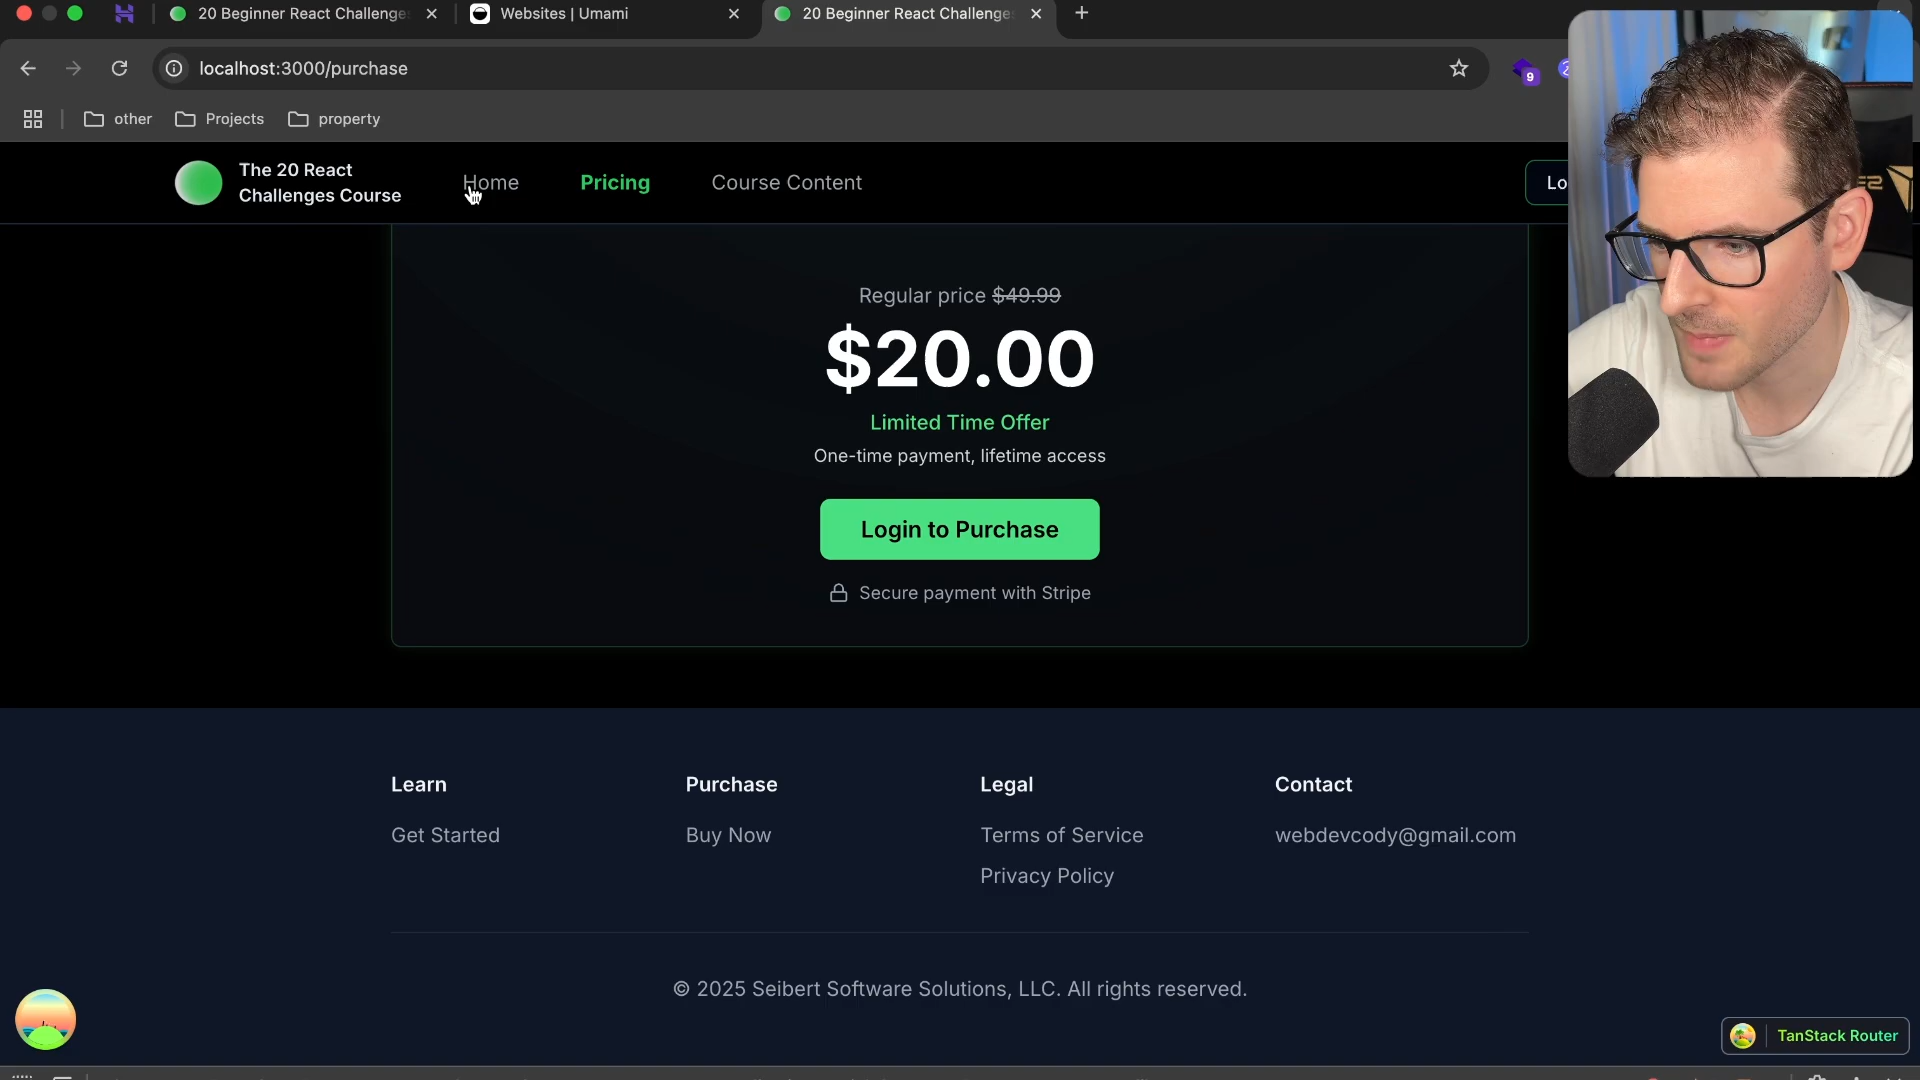 20 Beginner React Challenge
Websites | Umami
20 Beginner React Challenge
localhost:3000/purchase
9
other
Projects
property
The 20 React
Challenges Course
Home
Pricing
Course Content
Lo
Regular price $49.99
$20.00
Limited Time Offer
One-time payment, lifetime access
Login to Purchase
Secure payment with Stripe
Learn
Purchase
Legal
Contact
Get Started
Buy Now
Terms of Service
webdevcody@gmail.com
Privacy Policy
© 2025 Seibert Software Solutions, LLC. All rights reserved.
TanStack Router